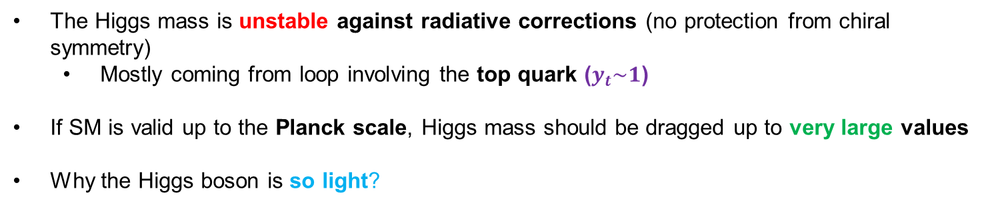 • The Higgs mass is unstable against radiative corrections (no protection from chiral
symmetry)
• Mostly coming from loop involving the top quark (yₜ~1)
• If SM is valid up to the Planck scale, Higgs mass should be dragged up to very large values
• Why the Higgs boson is so light?